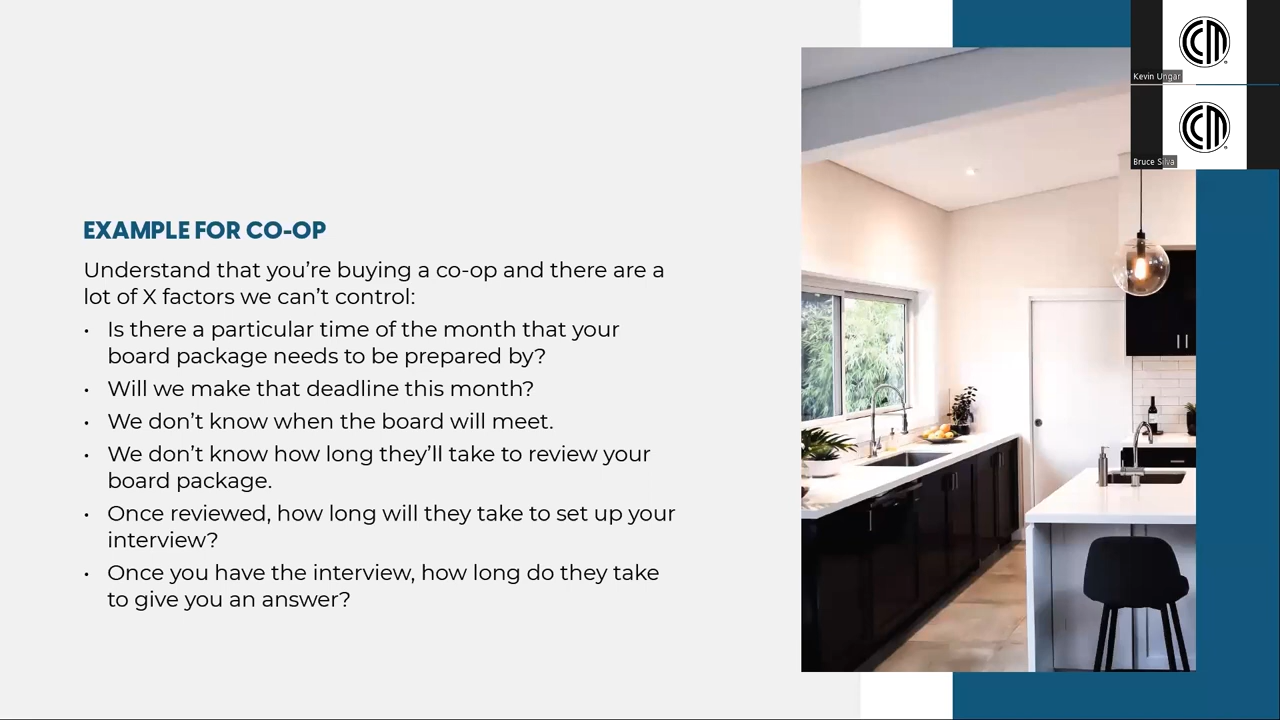 EXAMPLE FOR CO-OP
Understand that you’re buying a co-op and there are a
lot of X factors we can’t control:
• Is there a particular time of the month that your
board package needs to be prepared by?
• Will we make that deadline this month?
• We don’t know when the board will meet.
• We don’t know how long they’ll take to review your
board package.
• Once reviewed, how long will they take to set up your
interview?
• Once you have the interview, how long do they take
to give you an answer?
CM
Kevin Ungar
CM
Bruce Silva